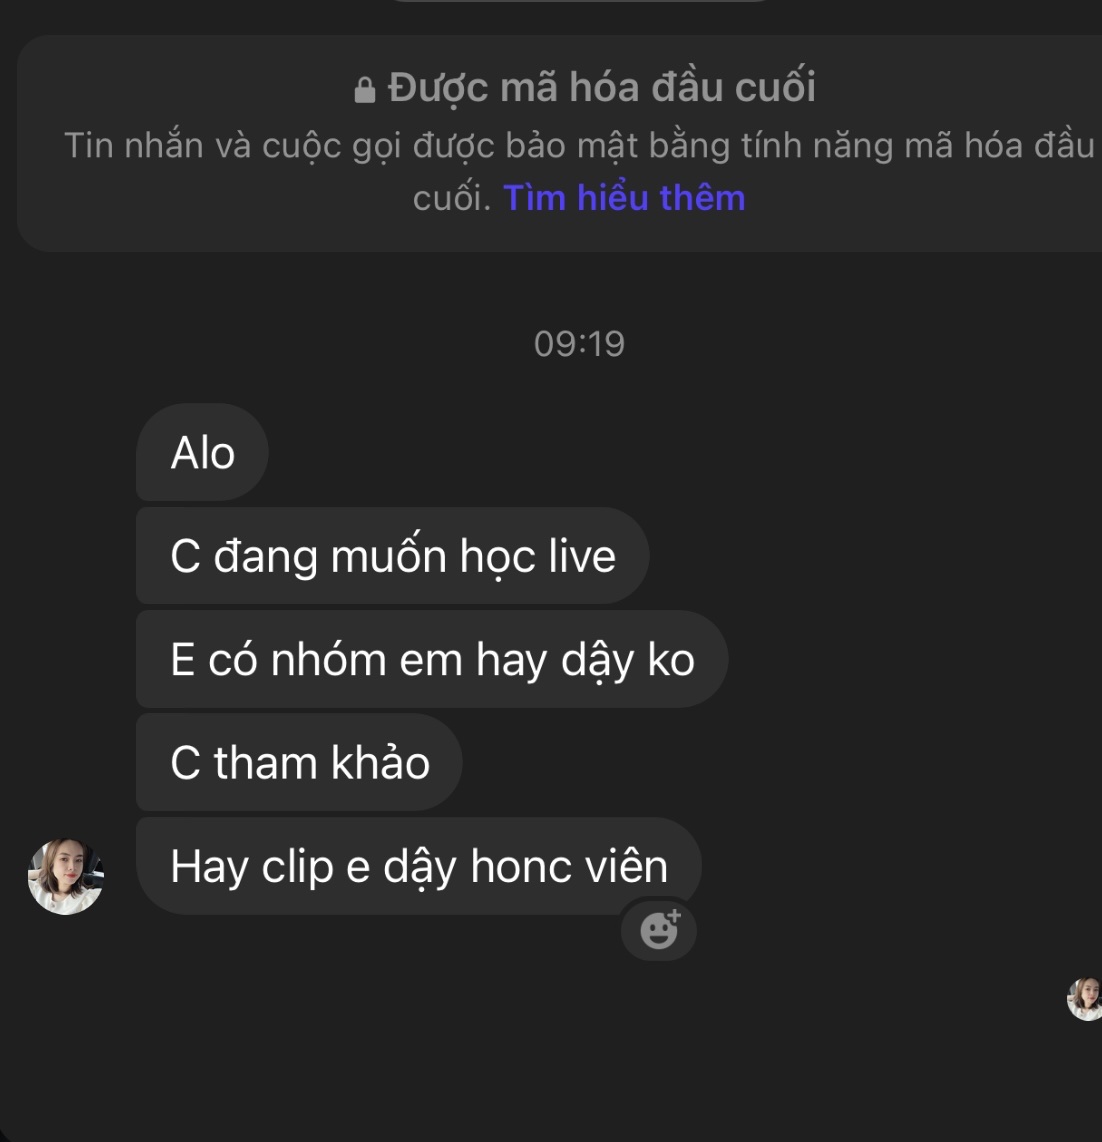 Được mã hóa đầu cuối
Tin nhắn và cuộc gọi được bảo mật bằng tính năng mã hóa đầu
cuối. Tìm hiểu thêm
09:19
Alo
C đang muốn học live
E có nhóm em hay dậy ko
C tham khảo
Hay clip e dậy honc viên